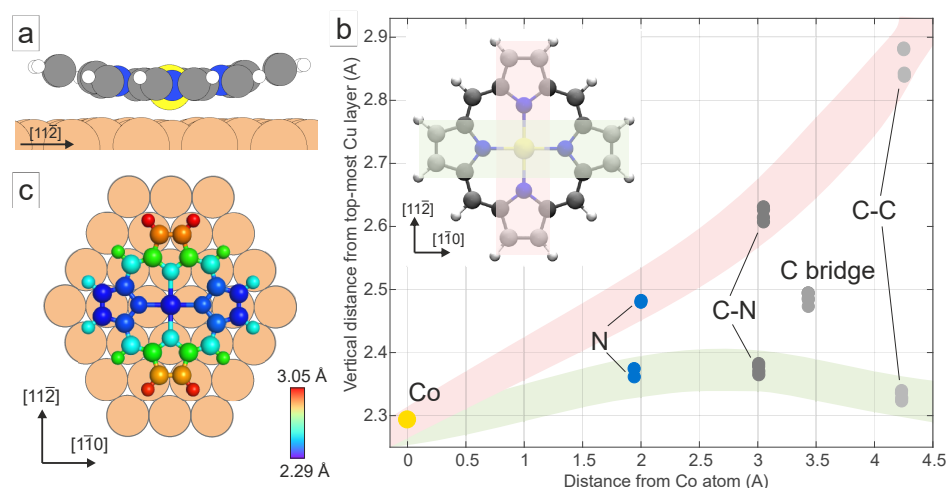 a
[112̅]
b
Vertical distance from top-most Cu layer (A)
2.9
2.8
2.7
2.6
2.5
2.4
2.3
[112̅]
[11̅0]
C-C
C bridge
C-N
N
Co
0
0.5
1
1.5
2
2.5
3
3.5
4
4.5
Distance from Co atom (A)
c
[112̅]
[11̅0]
3.05 Å
2.29 Å